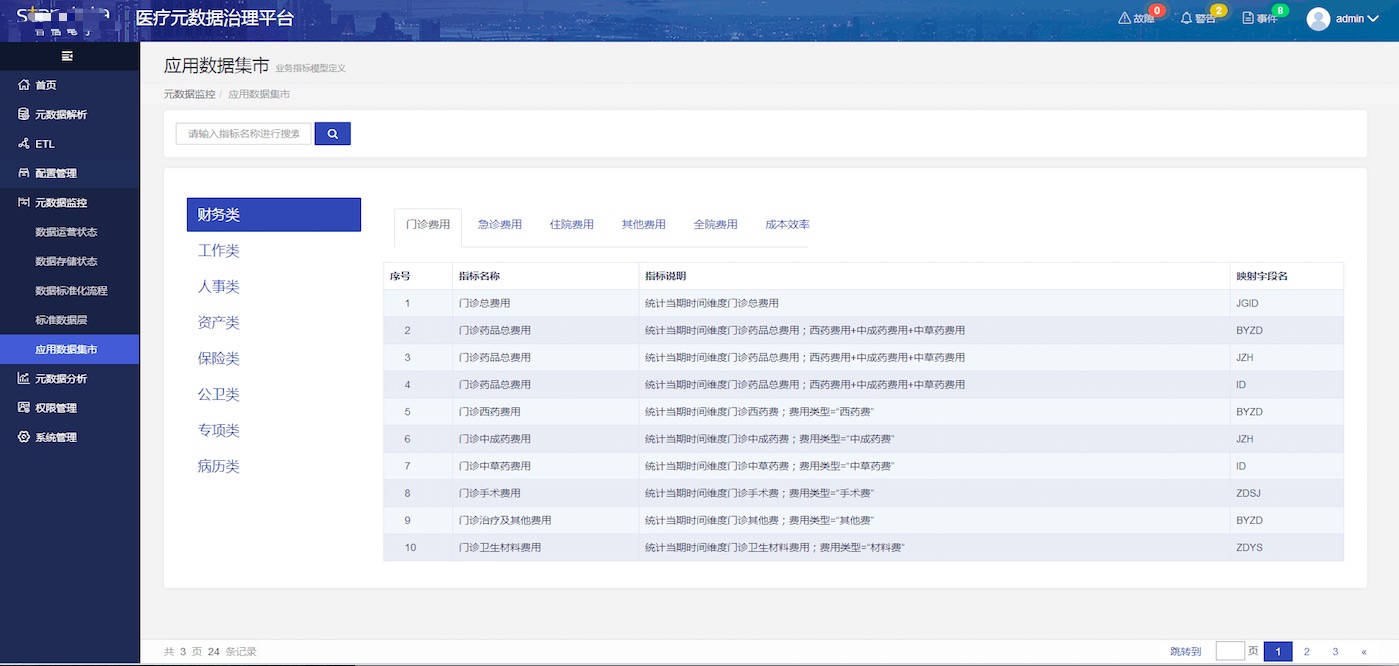 医疗元数据治理平台
故障 0 警告 2 事件 8 admin
首页
元数据解析
ETL
配置管理
元数据监控
数据运营状态
数据存储状态
数据标准化流程
标准数据层
应用数据集市
元数据分析
权限管理
系统管理
应用数据集市 业务指标模型定义
元数据监控 / 应用数据集市
请输入指标名称进行搜索
财务类
工作类
人事类
资产类
保险类
公卫类
专项类
病历类
门诊费用 急诊费用 住院费用 其他费用 全院费用 成本效率
序号 指标名称 指标说明 映射字段名
1 门诊总费用 统计当期时间维度门诊总费用 JGID
2 门诊药品总费用 统计当期时间维度门诊药品总费用；西药费用+中成药费用+中草药费用 BYZD
3 门诊药品总费用 统计当期时间维度门诊药品总费用；西药费用+中成药费用+中草药费用 JZH
4 门诊药品总费用 统计当期时间维度门诊药品总费用；西药费用+中成药费用+中草药费用 ID
5 门诊西药费用 统计当期时间维度门诊西药费；费用类型="西药费" BYZD
6 门诊中成药费用 统计当期时间维度门诊中成药费；费用类型="中成药费" JZH
7 门诊中草药费用 统计当期时间维度门诊中草药费；费用类型="中草药费" ID
8 门诊手术费用 统计当期时间维度门诊手术费；费用类型="手术费" ZDSJ
9 门诊治疗及其他费用 统计当期时间维度门诊其他费；费用类型="其他费" BYZD
10 门诊卫生材料费用 统计当期时间维度门诊卫生材料费用；费用类型="材料费" ZDYS
共 3 页 24 条记录
跳转到 页 1 2 3 «